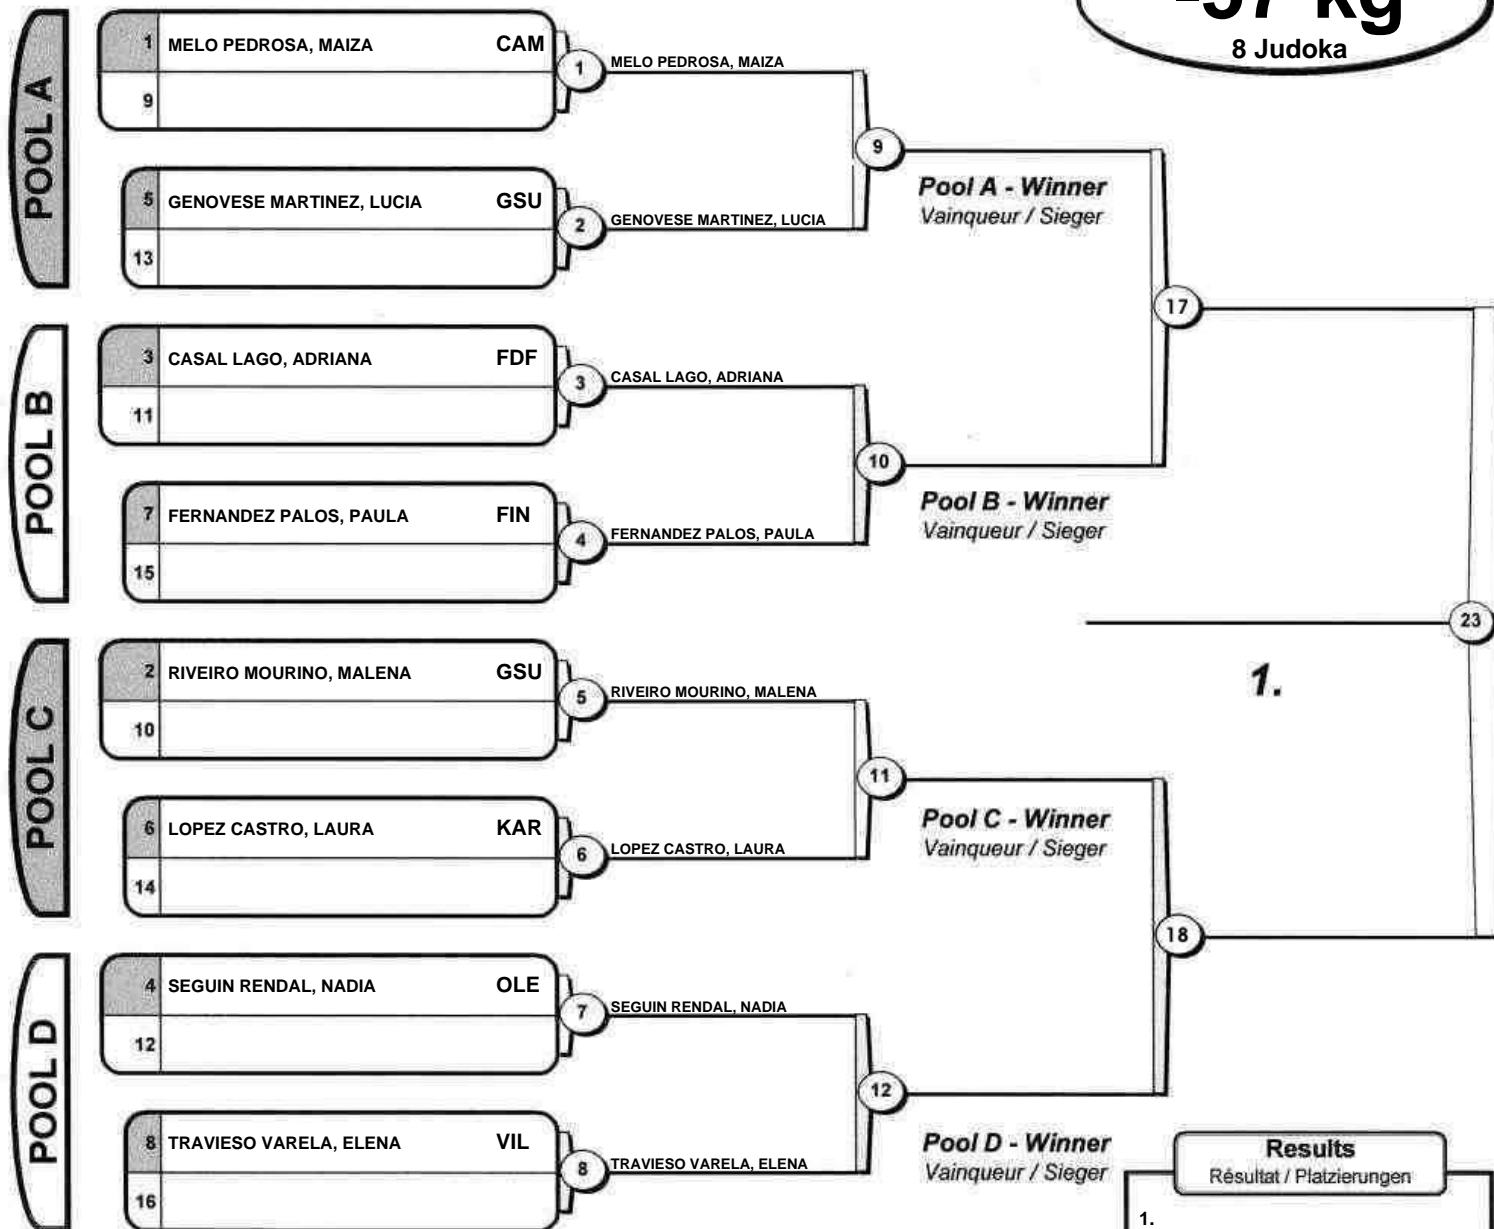 -57 kg
8 Judoka
POOL A
1 MELO PEDROSA, MAIZA CAM
9
1 MELO PEDROSA, MAIZA
5 GENOVESE MARTINEZ, LUCIA GSU
13
2 GENOVESE MARTINEZ, LUCIA
9
Pool A - Winner
Vainqueur / Sieger
17
POOL B
3 CASAL LAGO, ADRIANA FDF
11
3 CASAL LAGO, ADRIANA
7 FERNANDEZ PALOS, PAULA FIN
15
4 FERNANDEZ PALOS, PAULA
10
Pool B - Winner
Vainqueur / Sieger
23
1.
POOL C
2 RIVEIRO MOURINO, MALENA GSU
10
5 RIVEIRO MOURINO, MALENA
6 LOPEZ CASTRO, LAURA KAR
14
6 LOPEZ CASTRO, LAURA
11
Pool C - Winner
Vainqueur / Sieger
18
POOL D
4 SEGUIN RENDAL, NADIA OLE
12
7 SEGUIN RENDAL, NADIA
8 TRAVIESO VARELA, ELENA VIL
16
8 TRAVIESO VARELA, ELENA
12
Pool D - Winner
Vainqueur / Sieger
Results
Résultat / Platzierungen
1.